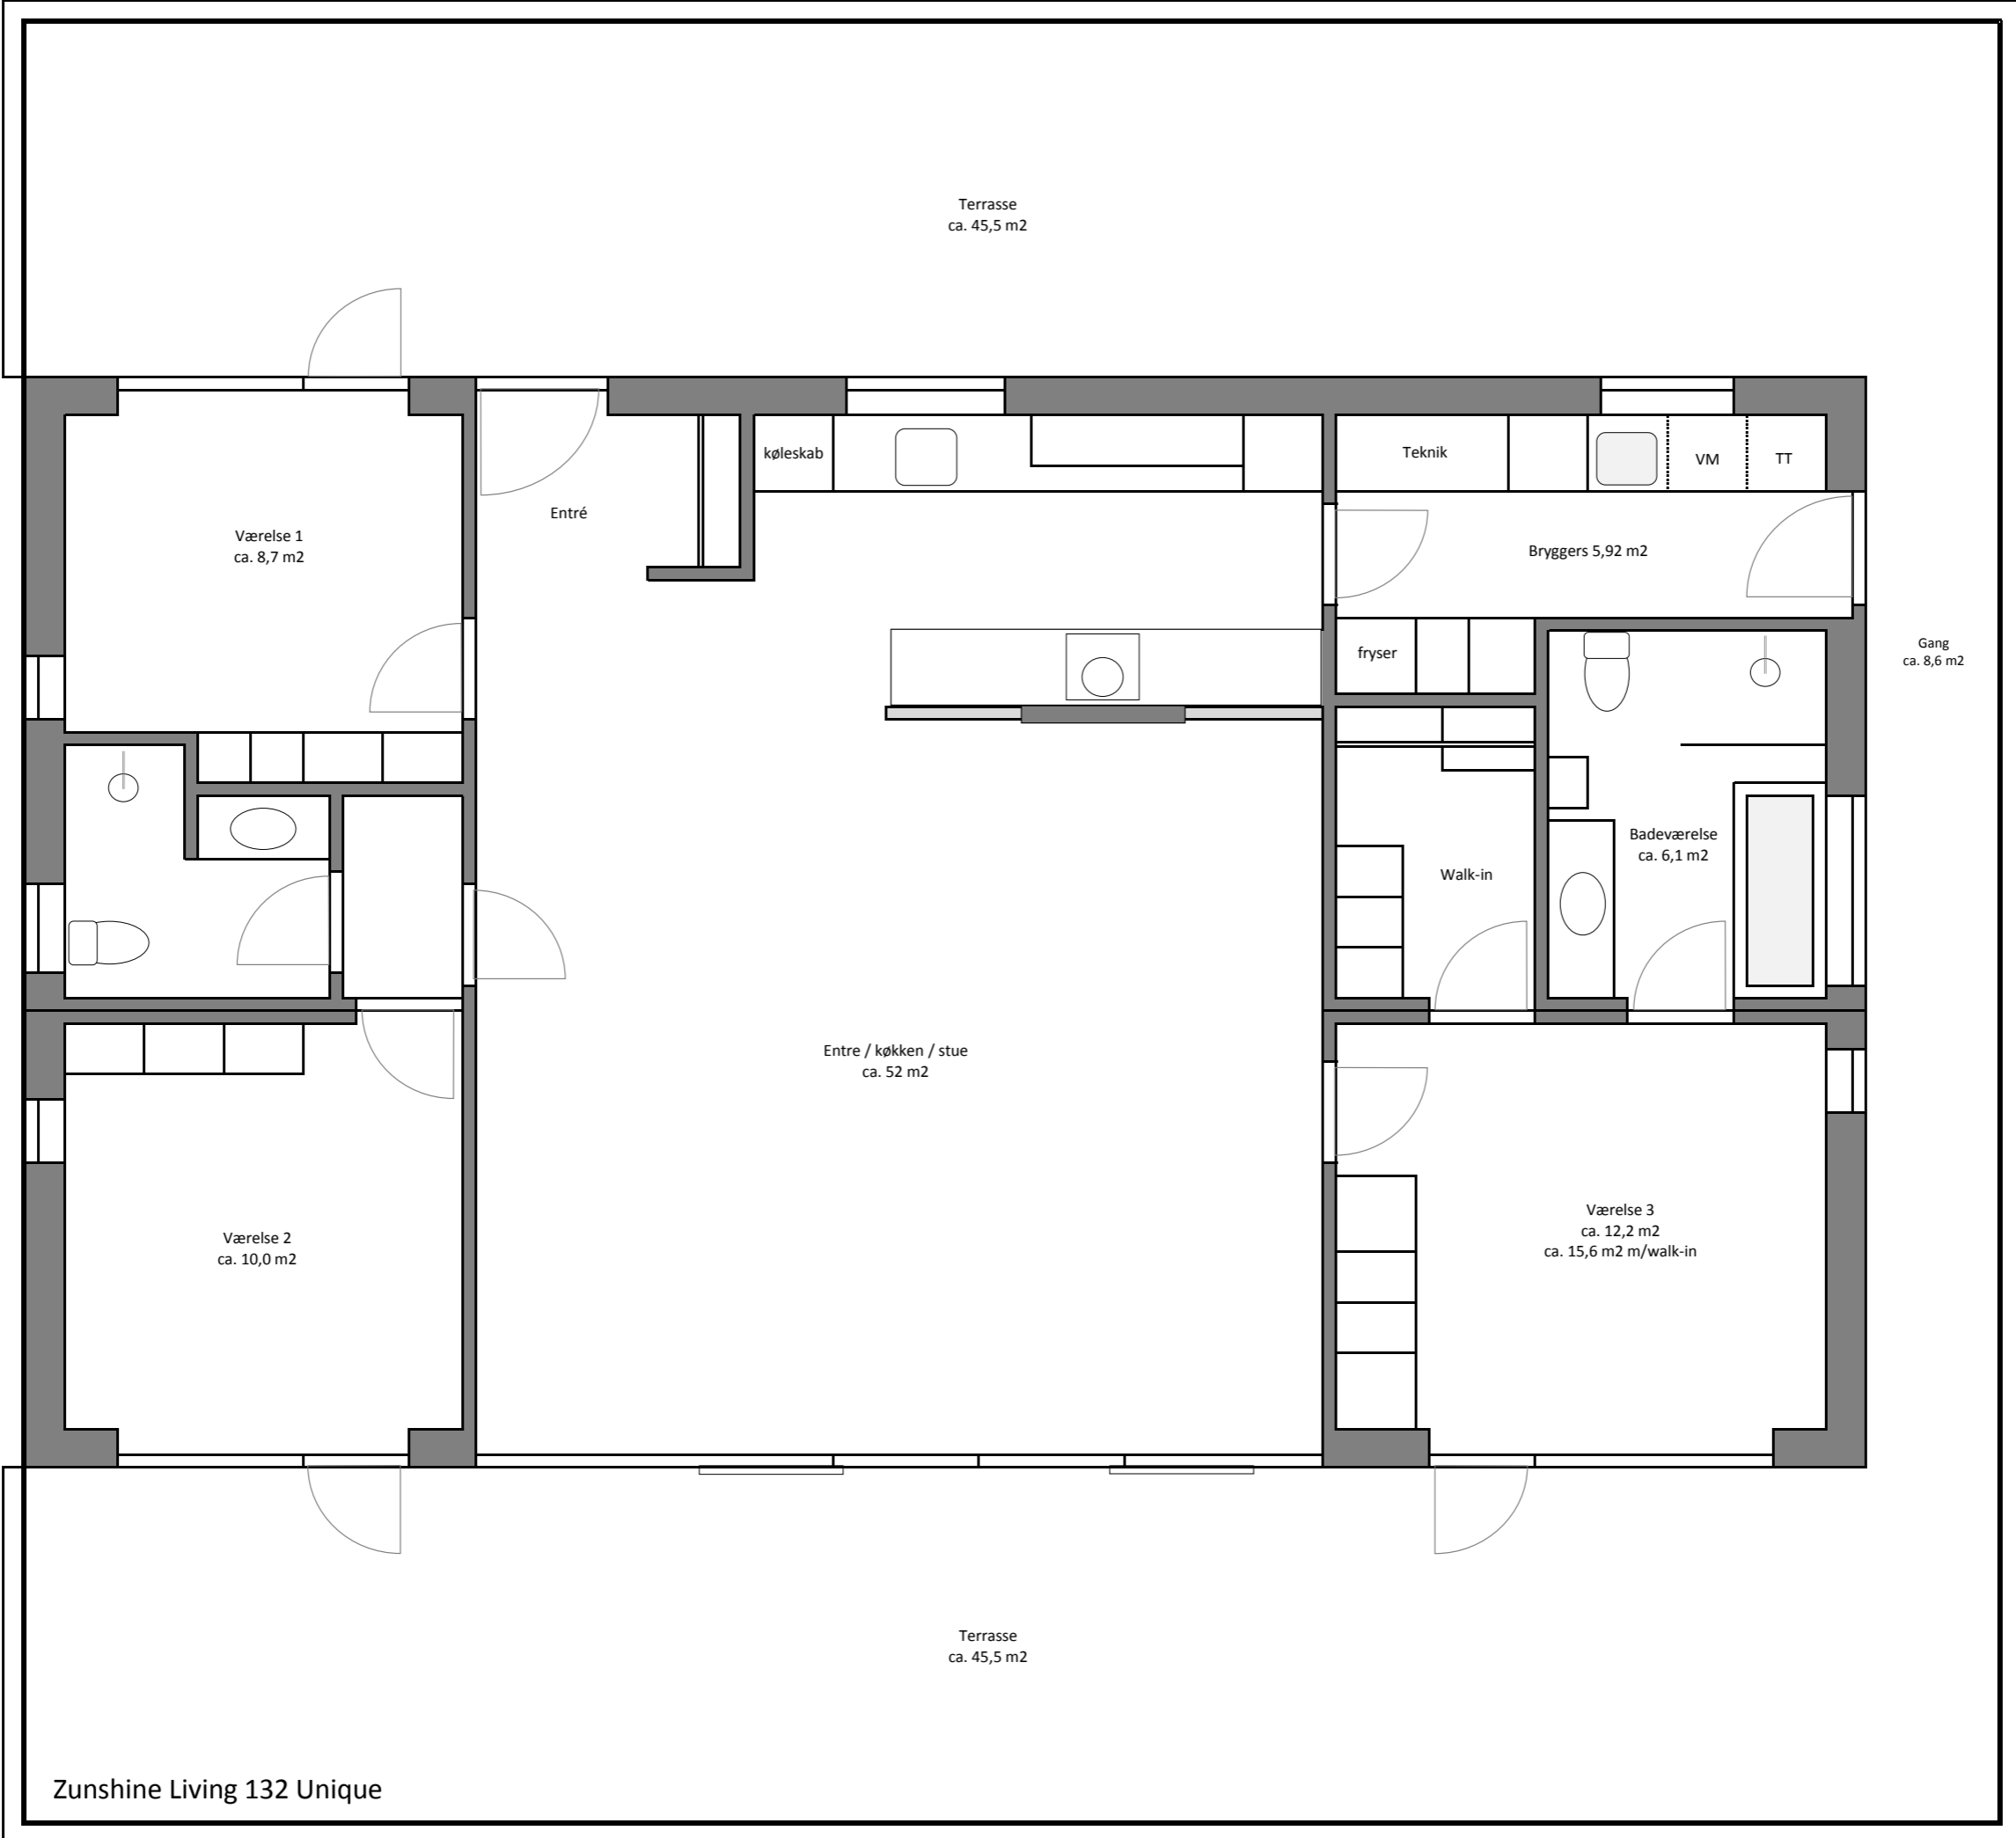 Terrasse
ca. 45,5 m2
køleskab
Teknik
VM
TT
Entré
Værelse 1
ca. 8,7 m2
Bryggers 5,92 m2
fryser
Gang
ca. 8,6 m2
Badeværelse
ca. 6,1 m2
Walk-in
Entre / køkken / stue
ca. 52 m2
Værelse 2
ca. 10,0 m2
Værelse 3
ca. 12,2 m2
ca. 15,6 m2 m/walk-in
Terrasse
ca. 45,5 m2
Zunshine Living 132 Unique